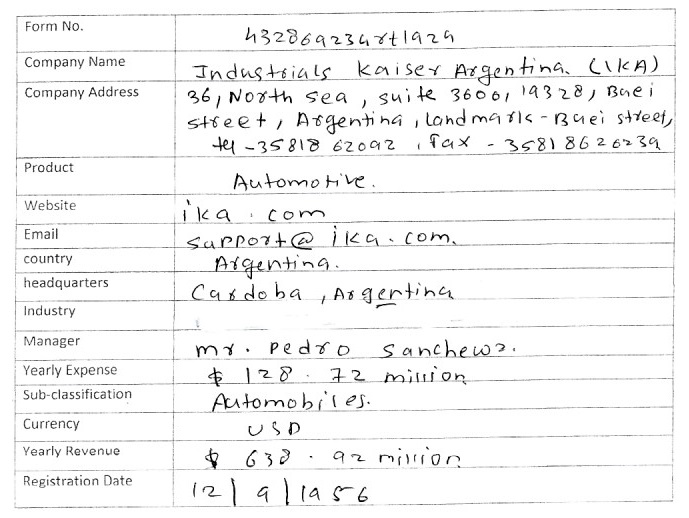 Form No. 432869234rt1929
Company Name Industrials Kaiser Argentina. (IKA)
Company Address 36, North sea, suite 3600, 19328, Baei
street, Argentina, landmark - Baei street,
tel - 35818 62092, Fax - 3581 8626239
Product Automotive.
Website ika.com
Email support@ika.com.
country Argentina.
headquarters Cardoba, Argentina
Industry
Manager mr. Pedro Sanchewz.
Yearly Expense $ 128.72 million
Sub-classification Automobiles.
Currency USD
Yearly Revenue $ 638.92 million
Registration Date 12/9/1956